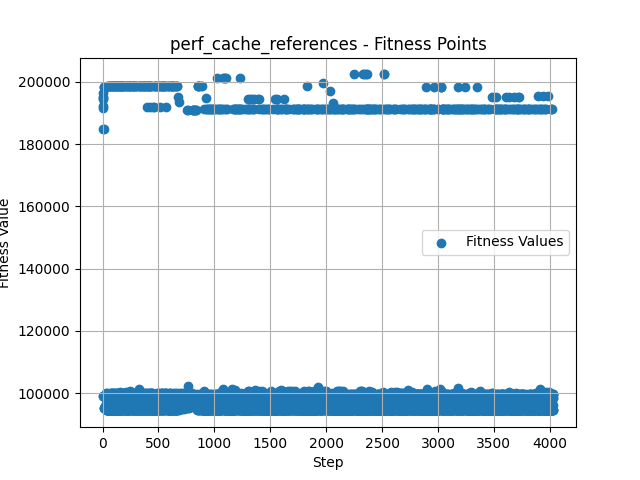 perf_cache_references - Fitness Points
Fitness Value
200000
180000
160000
140000
120000
100000
Fitness Values
0 500 1000 1500 2000 2500 3000 3500 4000
Step